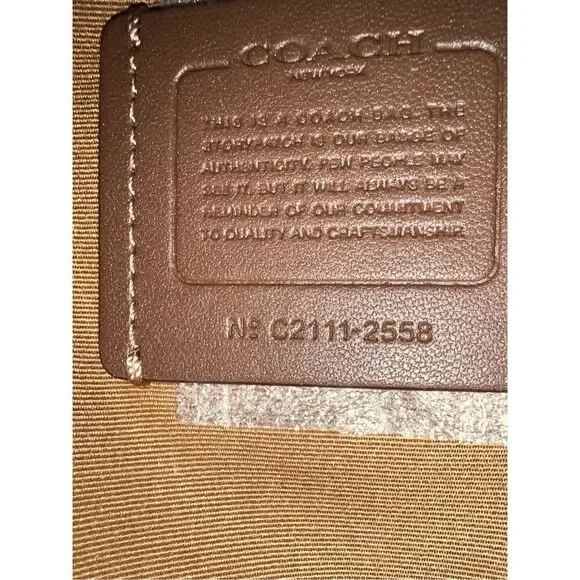 COACH
NEW YORK
THIS IS A COACH BAG. THE
STORYPATCH IS OUR BADGE OF
AUTHENTICITY. FEW PEOPLE MAY
SEE IT, BUT IT WILL ALWAYS BE A
REMINDER OF OUR COMMITMENT
TO QUALITY AND CRAFTSMANSHIP.
Nº C2111-2558